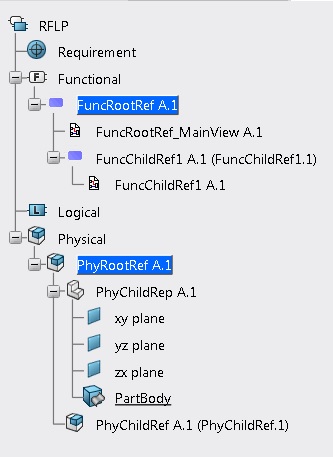 RFLP
Requirement
F Functional
FuncRootRef A.1
FuncRootRef_MainView A.1
FuncChildRef1 A.1 (FuncChildRef1.1)
FuncChildRef1 A.1
L Logical
Physical
PhyRootRef A.1
PhyChildRep A.1
xy plane
yz plane
zx plane
PartBody
PhyChildRef A.1 (PhyChildRef.1)